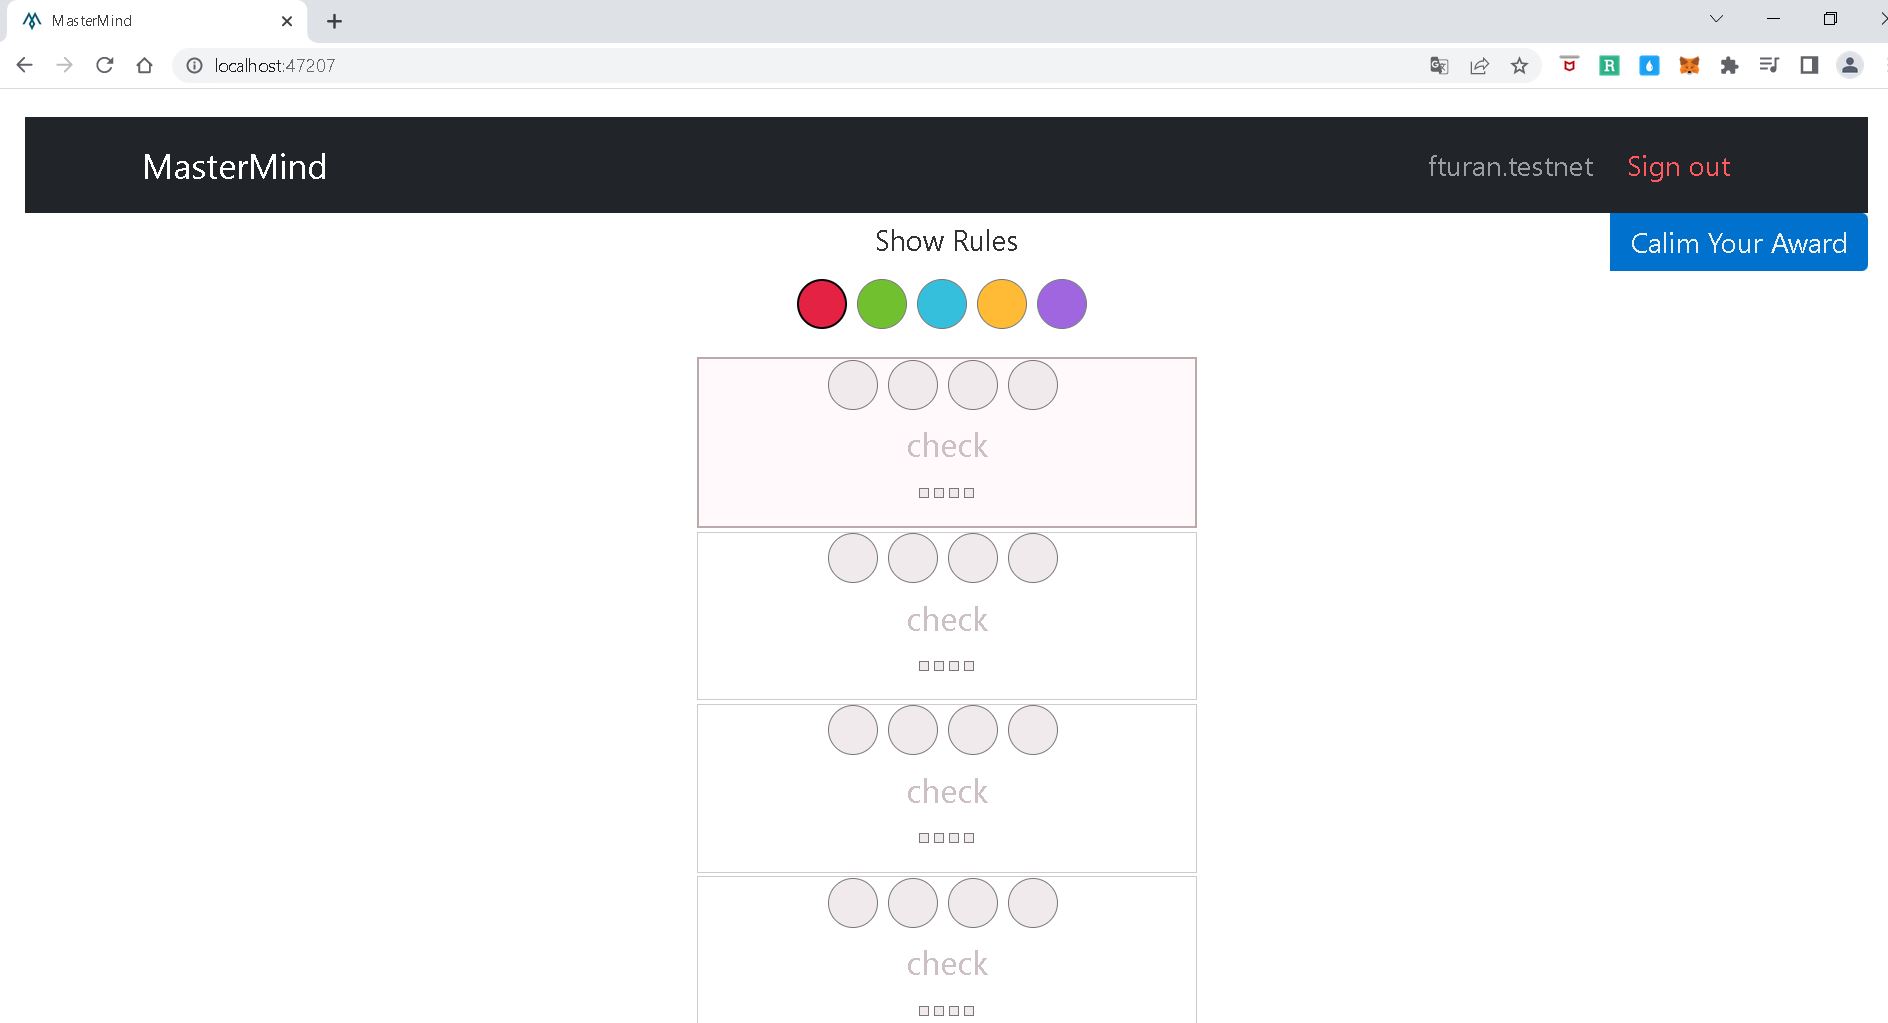 MasterMind
localhost:47207
MasterMind
fturan.testnet Sign out
Show Rules
Calim Your Award
check
check
check
check